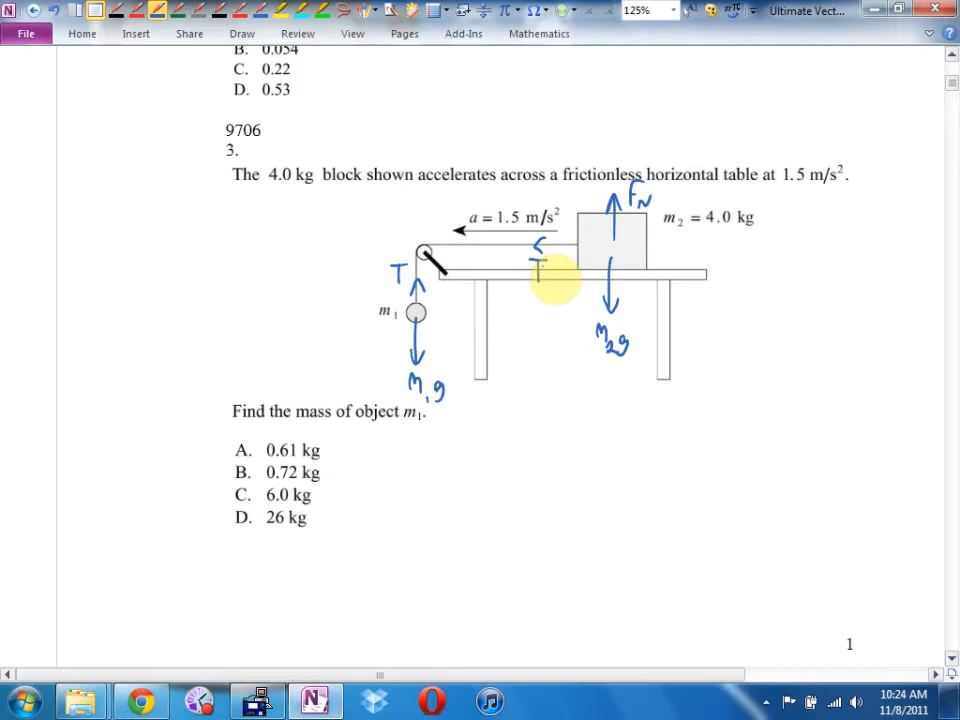 125%
Ultimate Vect...
File Home Insert Share Draw Review View Pages Add-Ins Mathematics
B. 0.054
C. 0.22
D. 0.53
9706
3.
The 4.0 kg block shown accelerates across a frictionless horizontal table at 1.5 m/s².
FN
a = 1.5 m/s²
m₂ = 4.0 kg
T
T
m₁
m₂g
m₁g
Find the mass of object m₁.
A. 0.61 kg
B. 0.72 kg
C. 6.0 kg
D. 26 kg
1
10:24 AM
11/8/2011